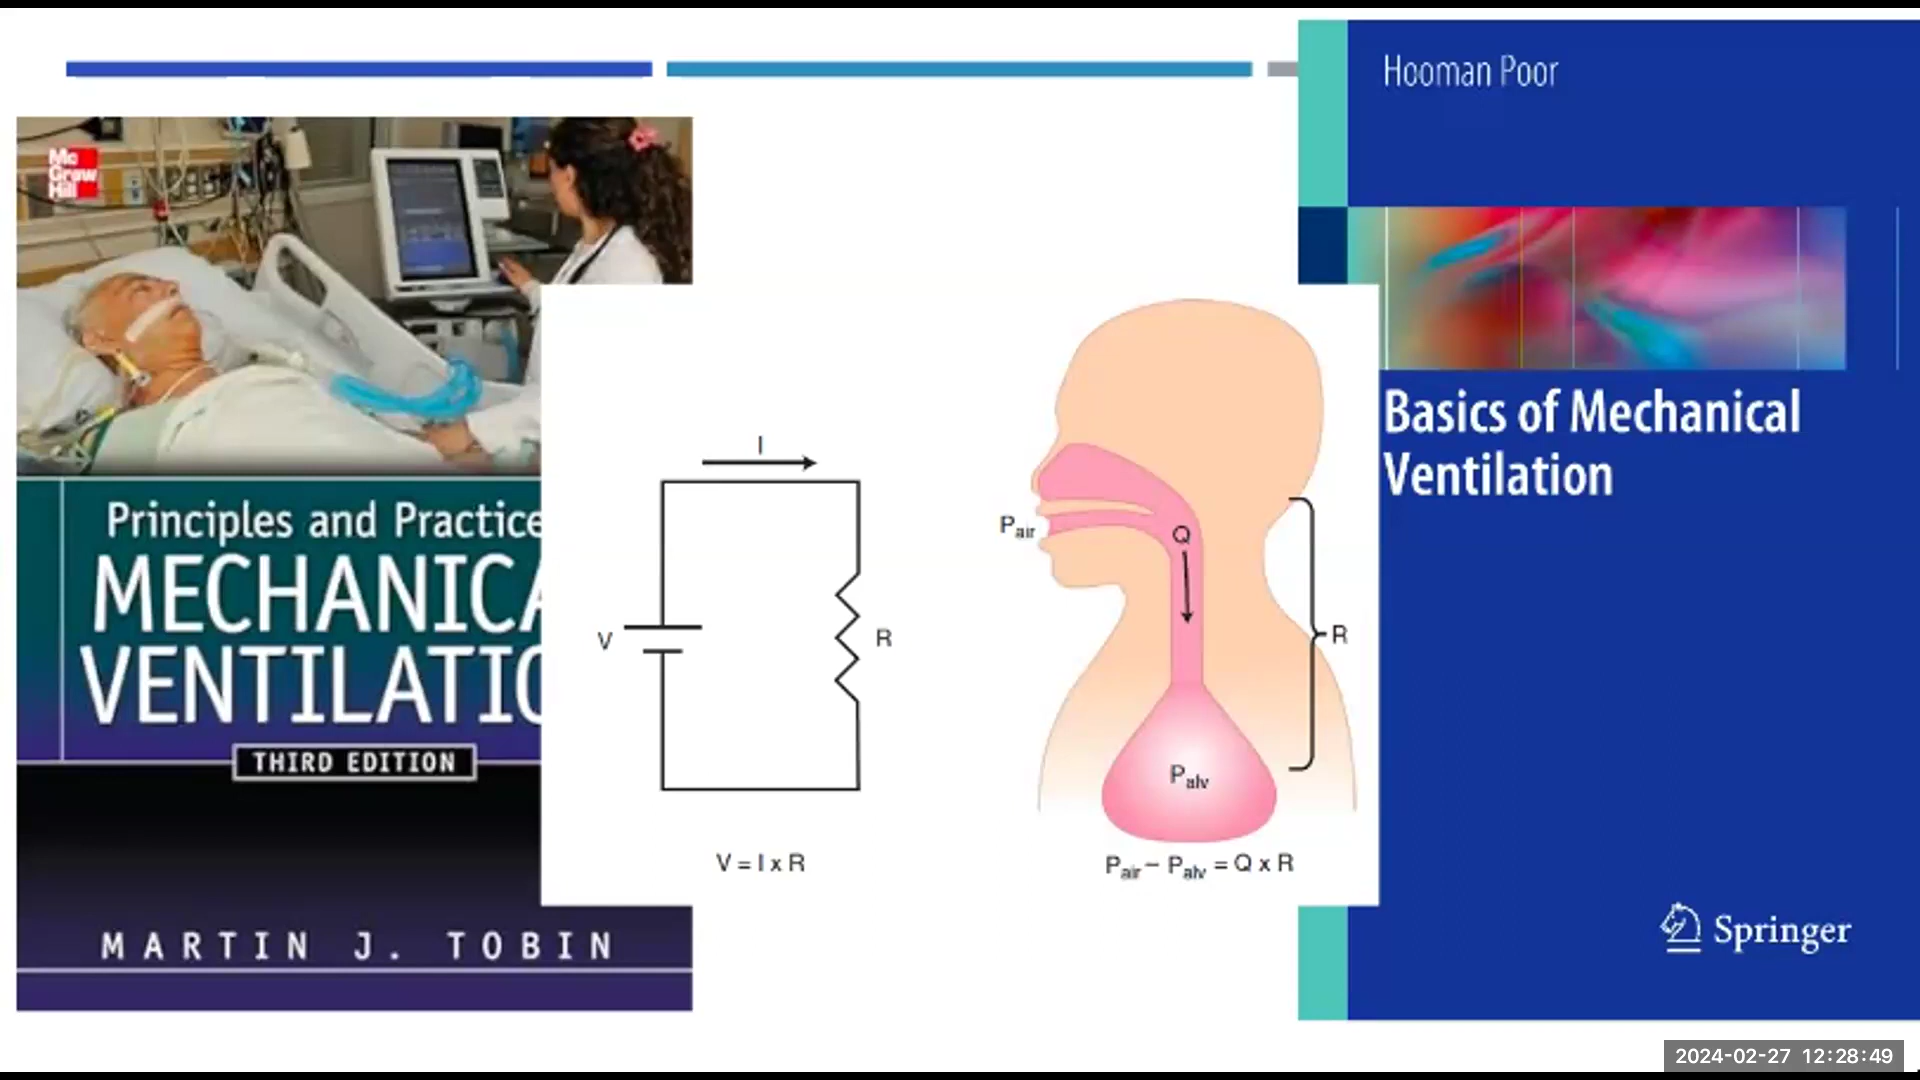 Mc
Graw
Hill
Principles and Practice
MECHANICA
VENTILATIO
THIRD EDITION
MARTIN J. TOBIN
I
V
R
V = I x R
Pair
Q
R
Palv
Pair – Palv = Q x R
Hooman Poor
Basics of Mechanical
Ventilation
Springer
2024-02-27 12:28:49